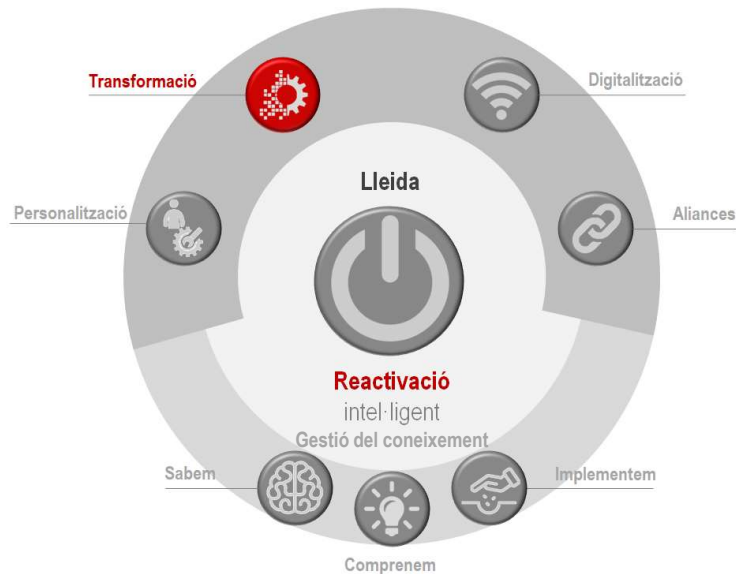 Transformació
Digitalització
Lleida
Personalització
Aliances
Reactivació
intel·ligent
Gestió del coneixement
Sabem
Implementem
Comprenem